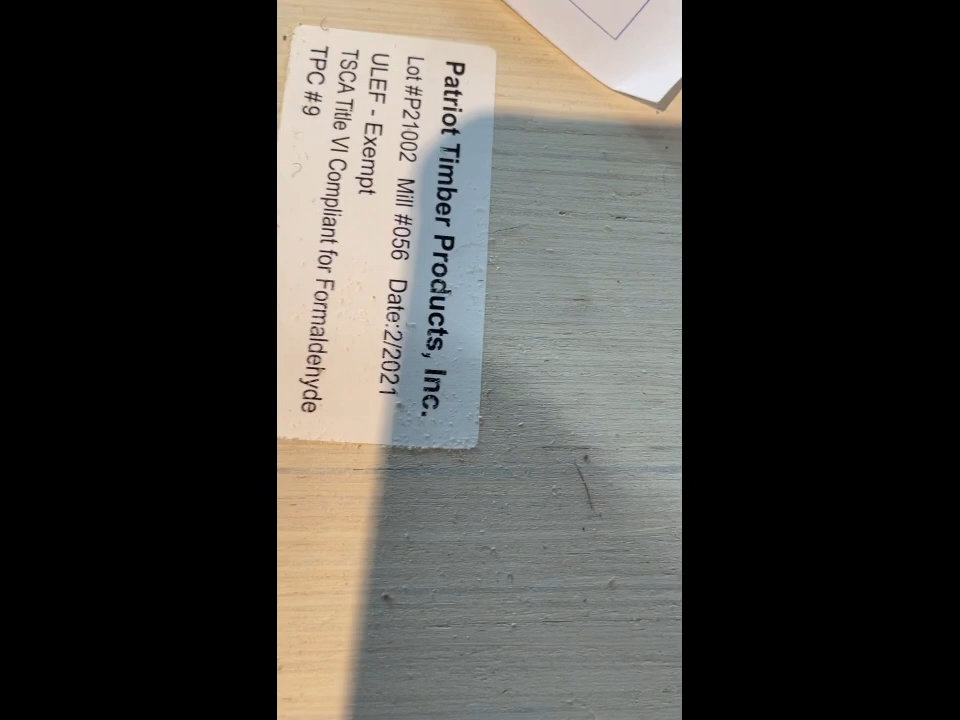 Patriot Timber Products, Inc.
Lot #P21002 Mill #056 Date:2/2021
ULEF - Exempt
TSCA Title VI Compliant for Formaldehyde
TPC #9